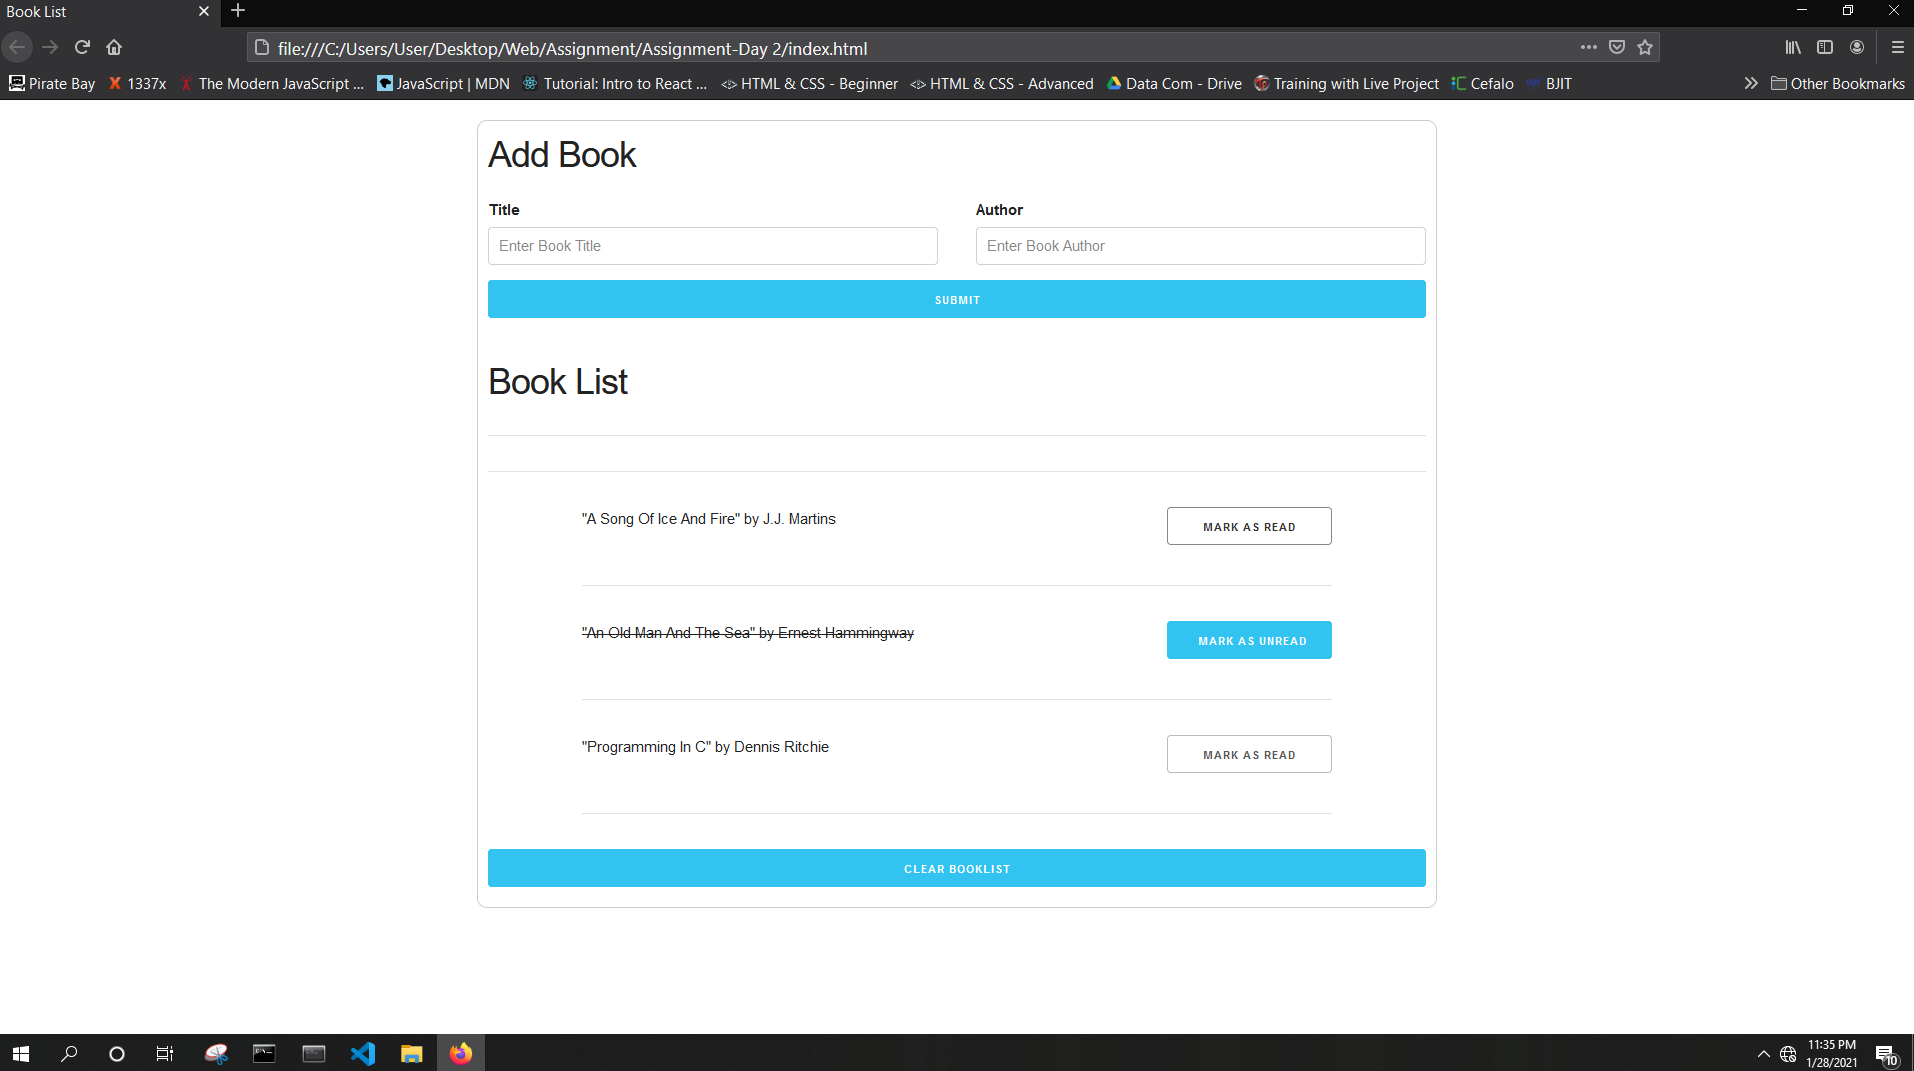 Book List
file:///C:/Users/User/Desktop/Web/Assignment/Assignment-Day 2/index.html
Pirate Bay 1337x The Modern JavaScript ... JavaScript | MDN Tutorial: Intro to React ... HTML & CSS - Beginner HTML & CSS - Advanced Data Com - Drive Training with Live Project Cefalo BJIT Other Bookmarks
Add Book
Title Author
Enter Book Title Enter Book Author
SUBMIT
Book List
"A Song Of Ice And Fire" by J.J. Martins MARK AS READ
"An Old Man And The Sea" by Ernest Hammingway MARK AS UNREAD
"Programming In C" by Dennis Ritchie MARK AS READ
CLEAR BOOKLIST
11:35 PM
1/28/2021
10